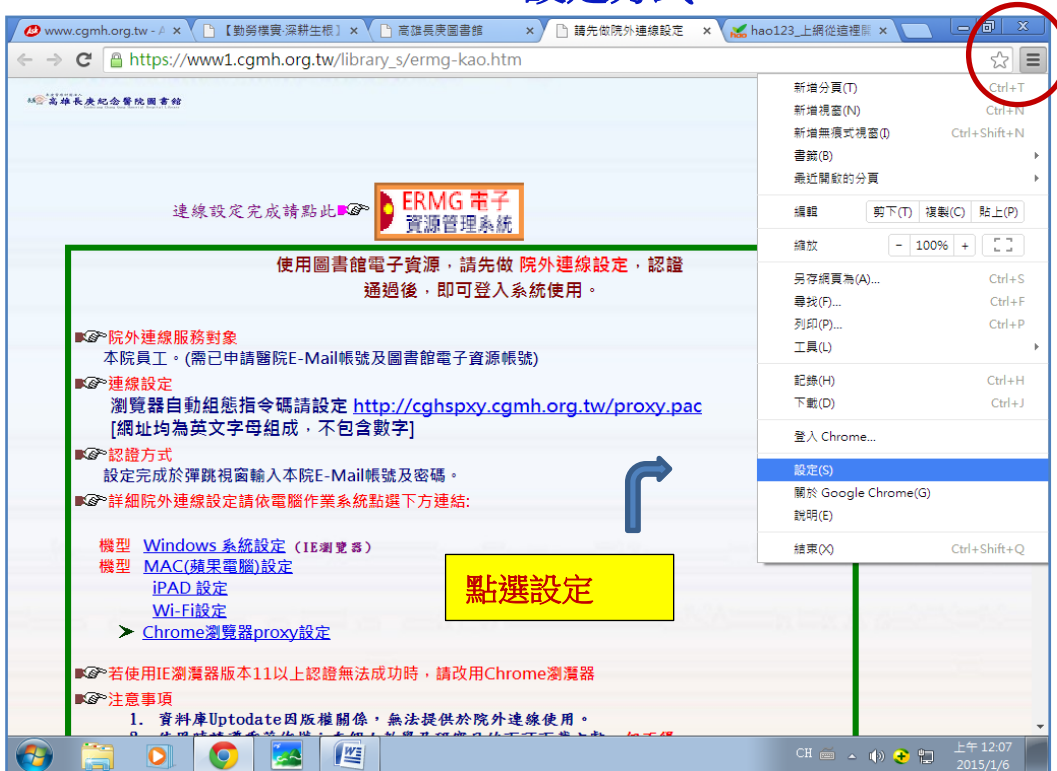 www.cgmh.org.tw - /
【勤勞樸實·深耕生根】
高雄長庚圖書館
請先做院外連線設定
hao123_上網從這裡開
https://www1.cgmh.org.tw/library_s/ermg-kao.htm
高雄長庚紀念醫院圖書館
連線設定完成請點此
ERMG 電子
資源管理系統
使用圖書館電子資源，請先做 院外連線設定，認證
通過後，即可登入系統使用。
院外連線服務對象
本院員工。(需已申請醫院E-Mail帳號及圖書館電子資源帳號)
連線設定
瀏覽器自動組態指令碼請設定 http://cghspxy.cgmh.org.tw/proxy.pac
[網址均為英文字母組成，不包含數字]
認證方式
設定完成於彈跳視窗輸入本院E-Mail帳號及密碼。
詳細院外連線設定請依電腦作業系統點選下方連結:
機型 Windows 系統設定 (IE瀏覽器)
機型 MAC(蘋果電腦)設定
iPAD 設定
Wi-Fi設定
Chrome瀏覽器proxy設定
若使用IE瀏灠器版本11以上認證無法成功時，請改用Chrome瀏灠器
注意事項
1. 資料庫Uptodate因版權關係，無法提供於院外連線使用。
新增分頁(T) Ctrl+T
新增視窗(N) Ctrl+N
新增無痕式視窗(I) Ctrl+Shift+N
書籤(B)
最近開啟的分頁
編輯 剪下(T) 複製(C) 貼上(P)
縮放 - 100% +
另存網頁為(A)... Ctrl+S
尋找(F)... Ctrl+F
列印(P)... Ctrl+P
工具(L)
記錄(H) Ctrl+H
下載(D) Ctrl+J
登入 Chrome...
設定(S)
關於 Google Chrome(G)
說明(E)
結束(X) Ctrl+Shift+Q
點選設定
CH
上午 12:07
2015/1/6